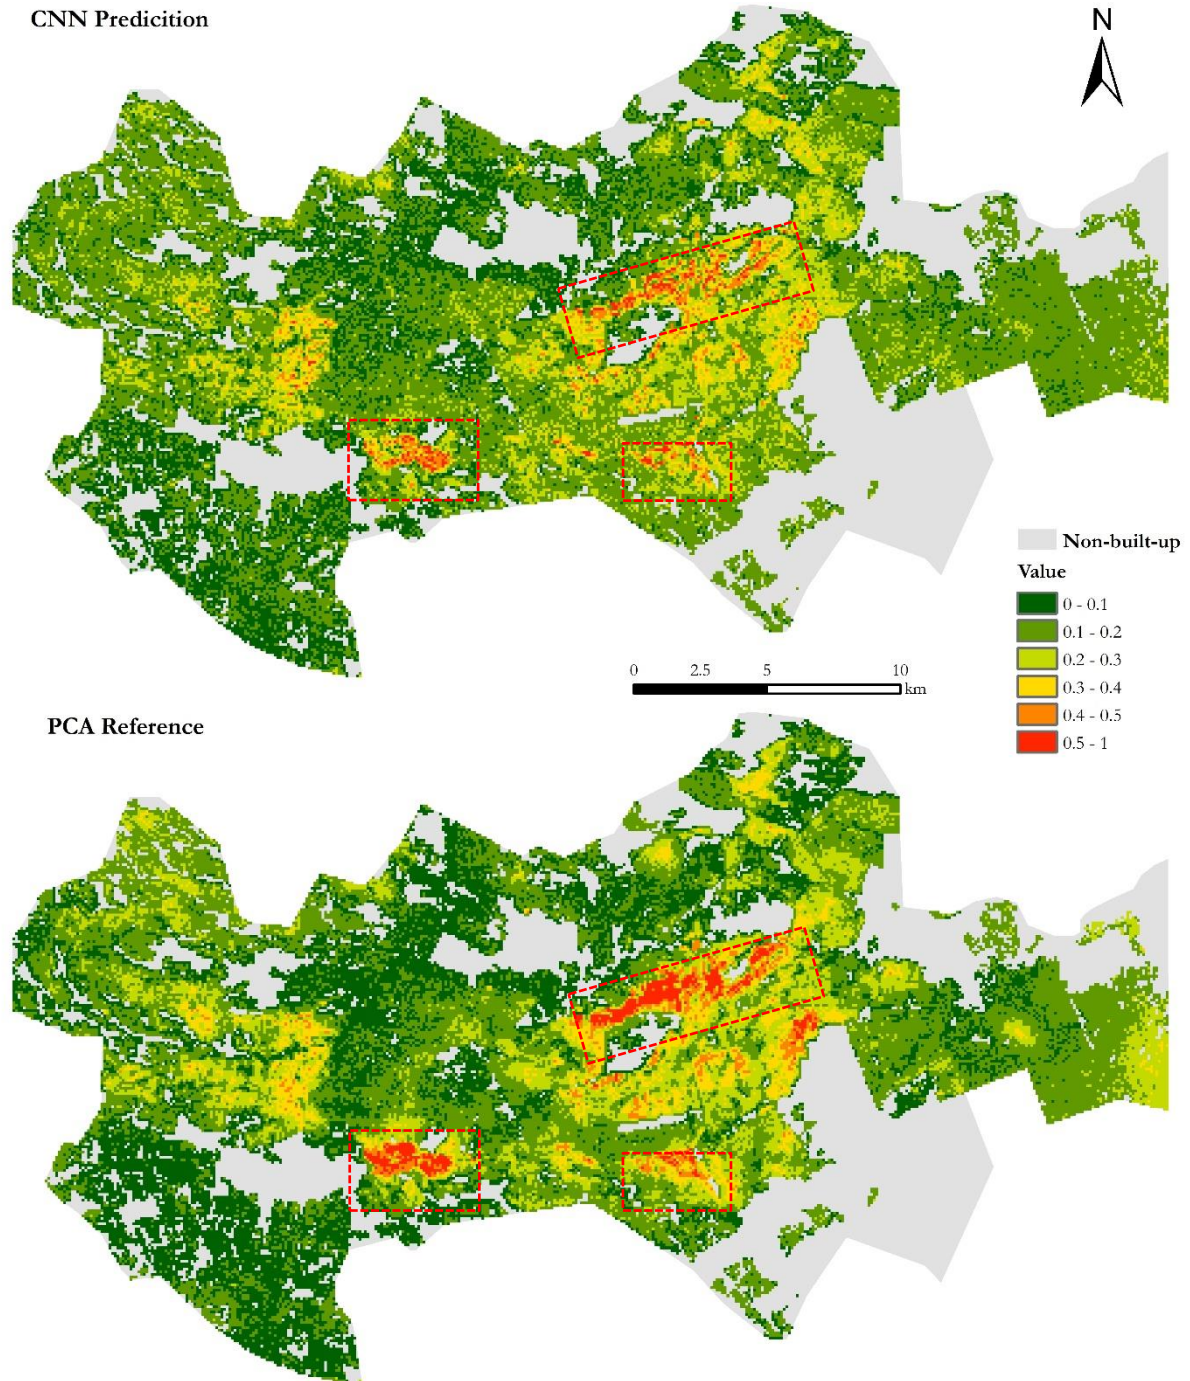 CNN Predicition
N
Non-built-up
Value
0 - 0.1
0.1 - 0.2
0.2 - 0.3
0.3 - 0.4
0.4 - 0.5
0.5 - 1
0 2.5 5 10
km
PCA Reference